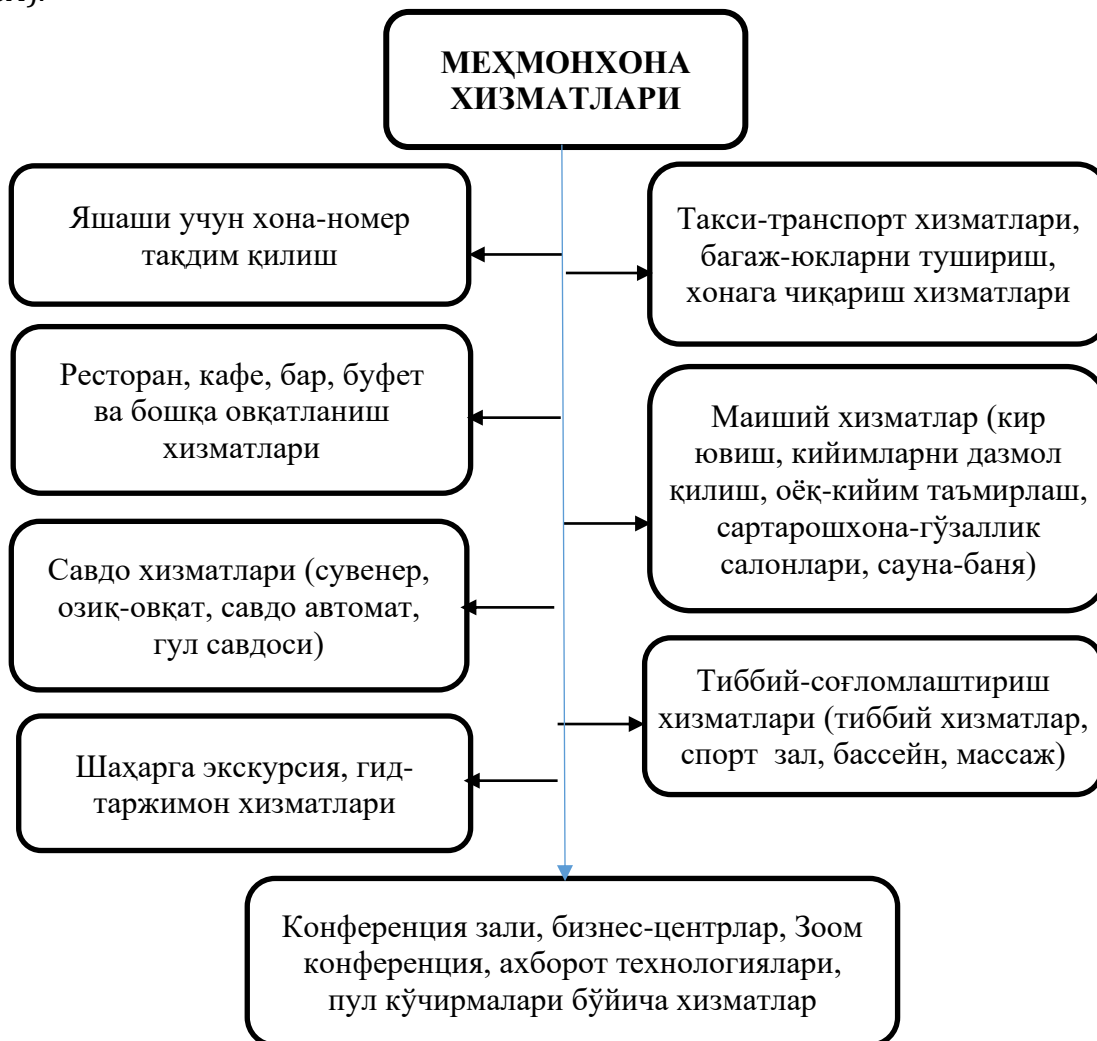 МЕҲМОНХОНА
ХИЗМАТЛАРИ
Яшаши учун хона-номер
тақдим қилиш
Такси-транспорт хизматлари,
багаж-юкларни тушириш,
хонага чиқариш хизматлари
Ресторан, кафе, бар, буфет
ва бошқа овқатланиш
хизматлари
Маиший хизматлар (кир
ювиш, кийимларни дазмол
қилиш, оёқ-кийим таъмирлаш,
сартарошхона-гўзаллик
салонлари, сауна-баня)
Савдо хизматлари (сувенер,
озиқ-овқат, савдо автомат,
гул савдоси)
Тиббий-соғломлаштириш
хизматлари (тиббий хизматлар,
спорт зал, бассейн, массаж)
Шаҳарга экскурсия, гид-
таржимон хизматлари
Конференция зали, бизнес-центрлар, Зоом
конференция, ахборот технологиялари,
пул кўчирмалари бўйича хизматлар